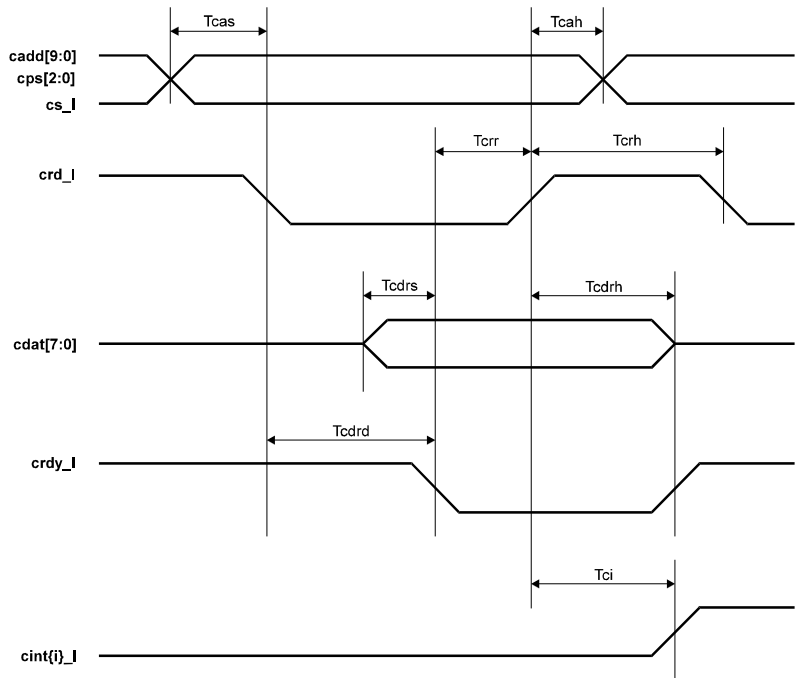 Tcas
Tcah
cadd[9:0]
cps[2:0]
cs_l
Tcrr
Tcrh
crd_l
Tcdrs
Tcdrh
cdat[7:0]
Tcdrd
crdy_l
Tci
cint{i}_l